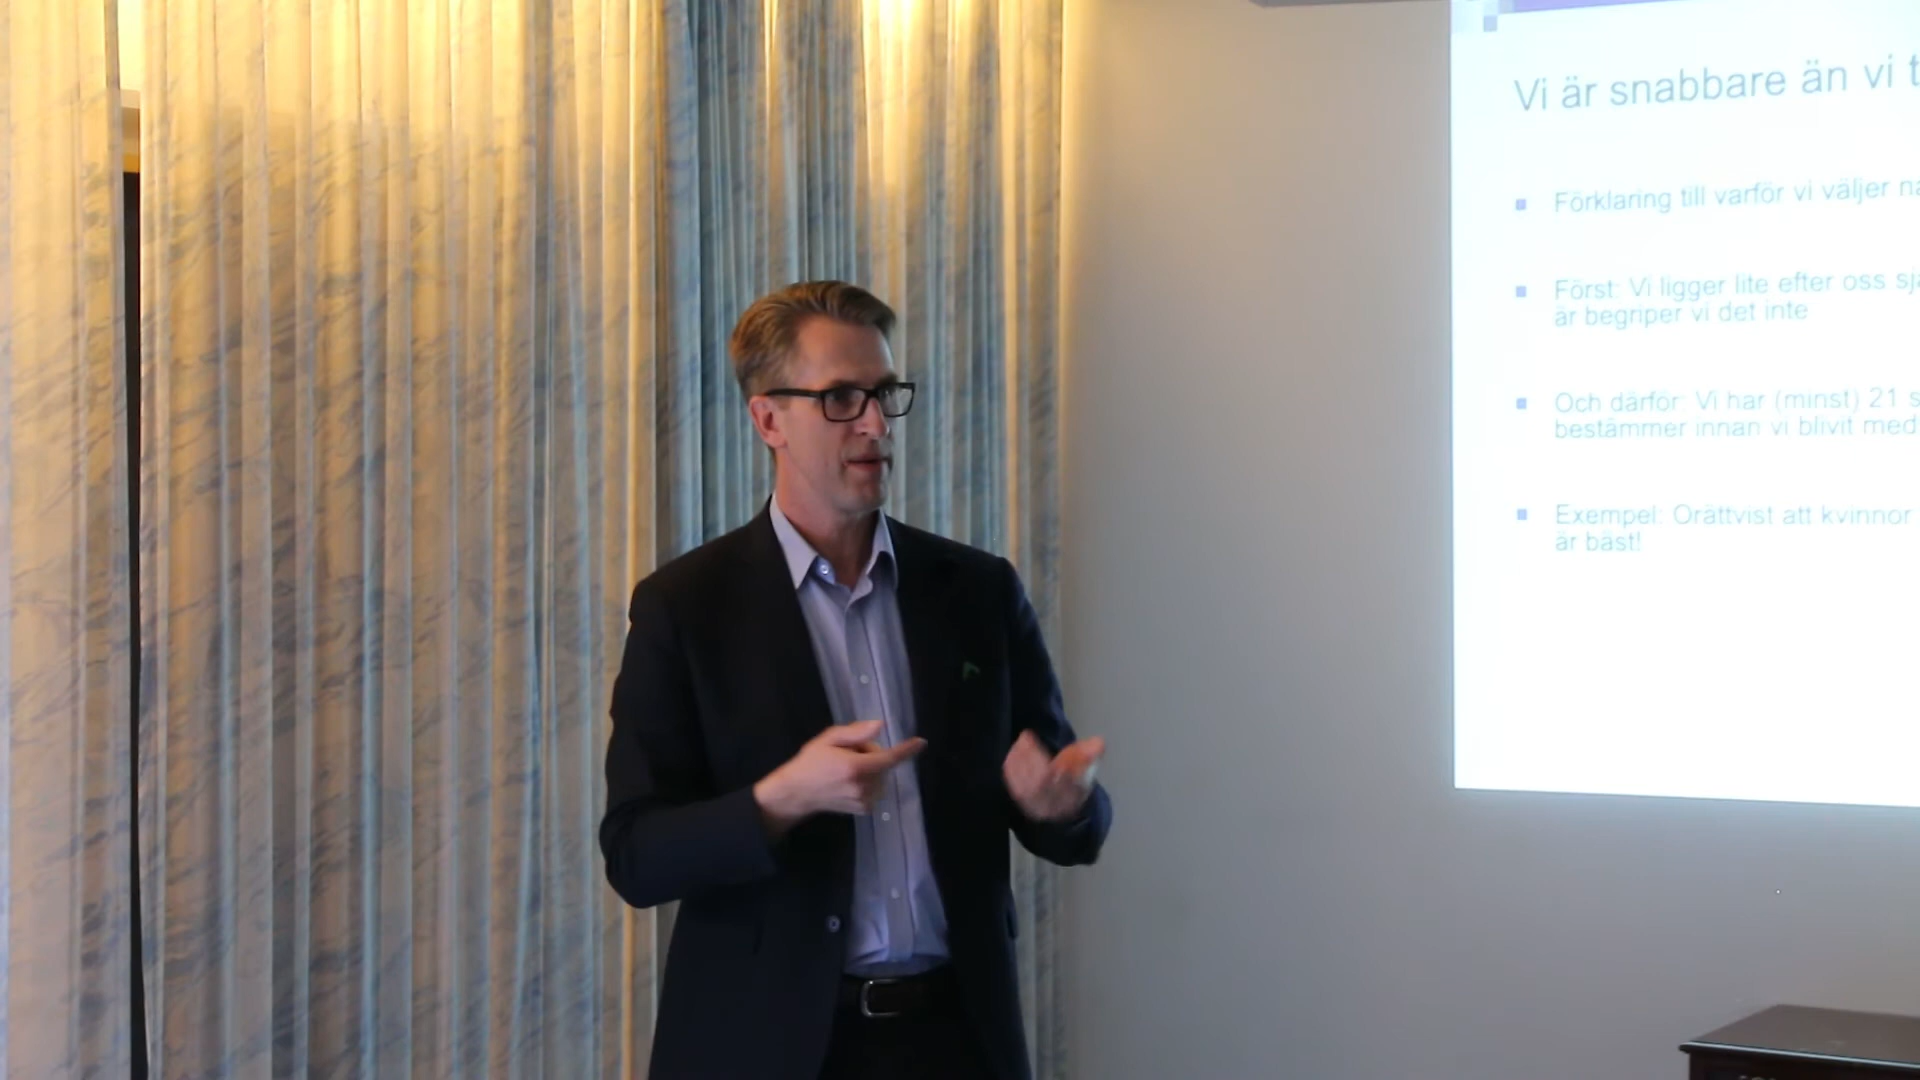 Vi är snabbare än vi t
Förklaring till varför vi väljer na
Först: Vi ligger lite efter oss sjä
är begriper vi det inte
Och därför: Vi har (minst) 21 s
bestämmer innan vi blivit med
Exempel: Orättvist att kvinnor
är bäst!